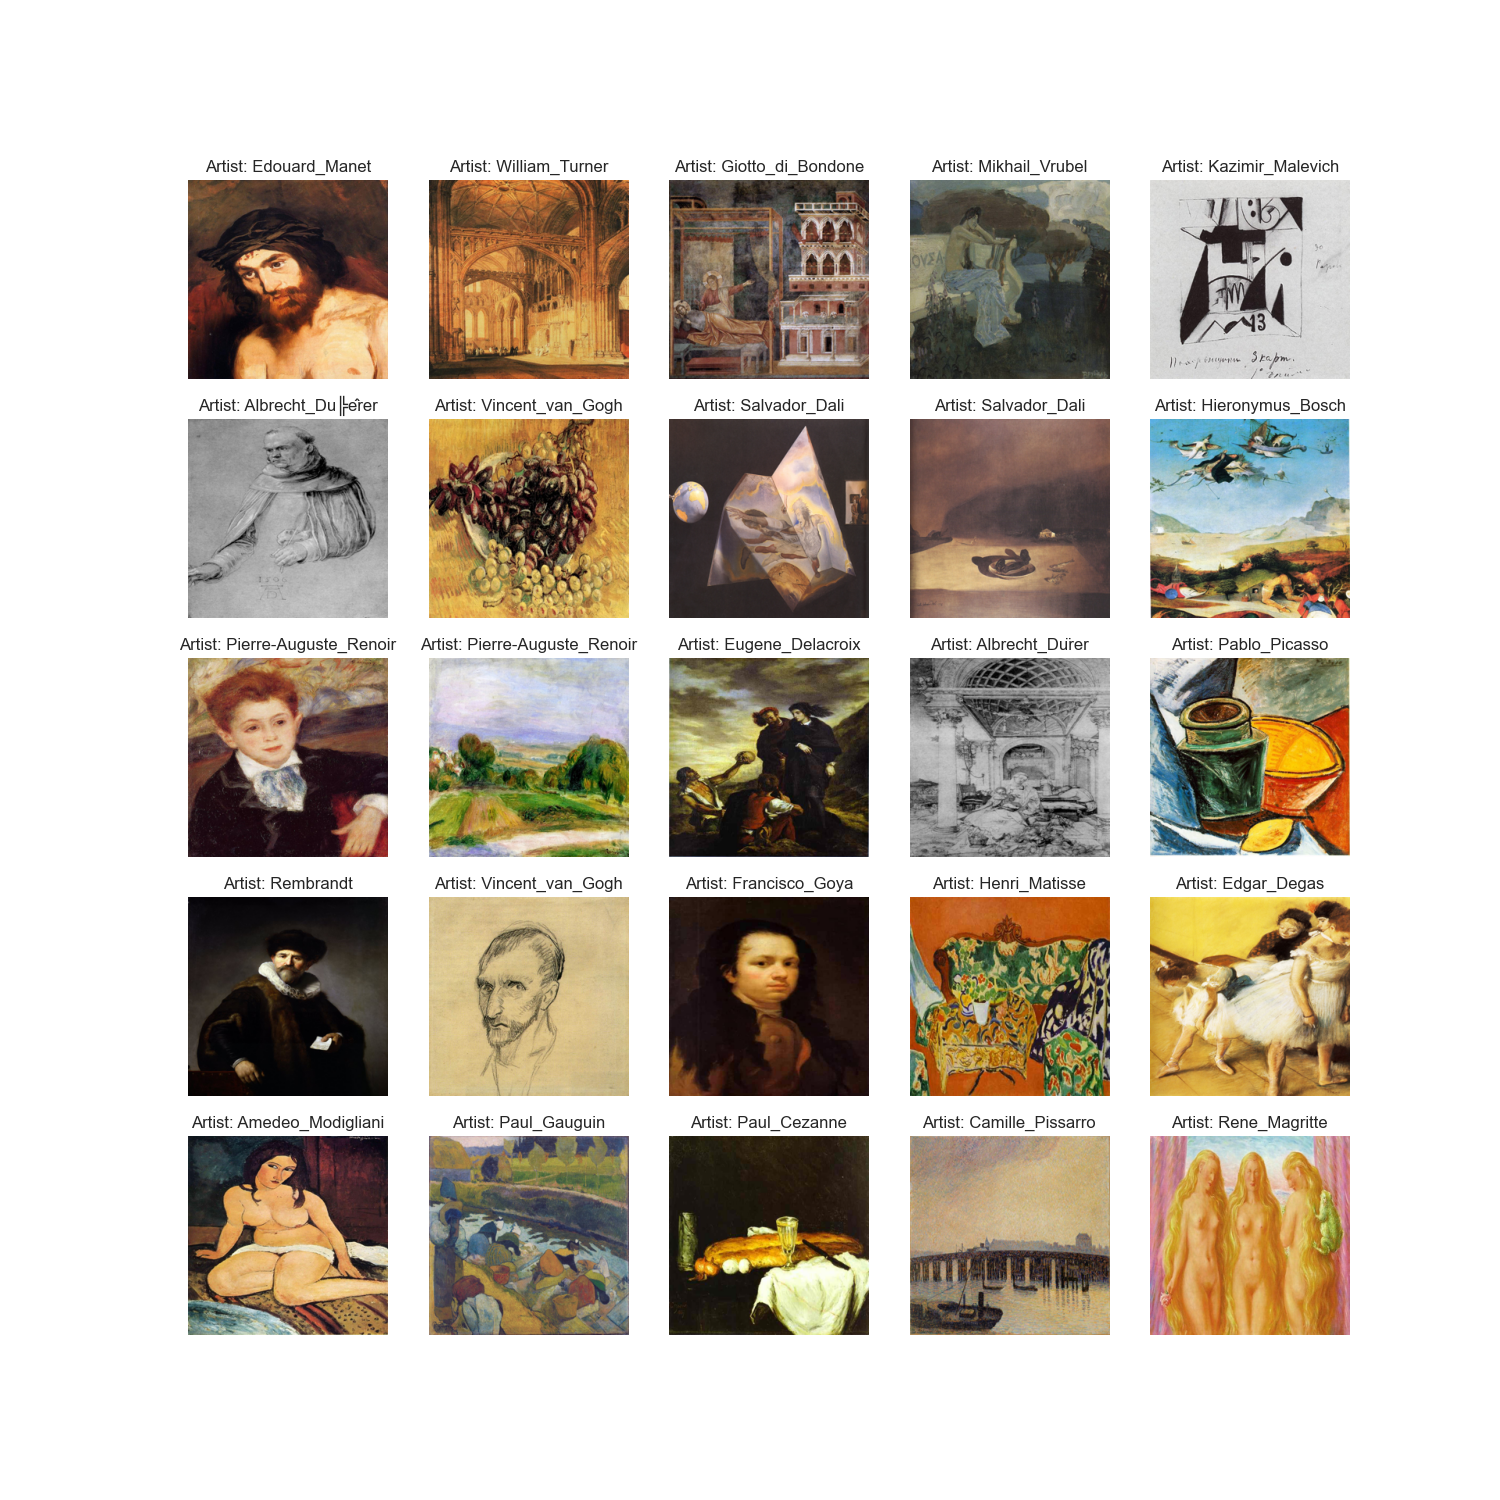 Artist: Edouard_Manet
Artist: William_Turner
Artist: Giotto_di_Bondone
Artist: Mikhail_Vrubel
Artist: Kazimir_Malevich
ΟΥΣΑ
13
Artist: Albrecht_Du╠êrer
Artist: Vincent_van_Gogh
Artist: Salvador_Dali
Artist: Salvador_Dali
Artist: Hieronymus_Bosch
Artist: Pierre-Auguste_Renoir
Artist: Pierre-Auguste_Renoir
Artist: Eugene_Delacroix
Artist: Albrecht_Dürer
Artist: Pablo_Picasso
Artist: Rembrandt
Artist: Vincent_van_Gogh
Artist: Francisco_Goya
Artist: Henri_Matisse
Artist: Edgar_Degas
Artist: Amedeo_Modigliani
Artist: Paul_Gauguin
Artist: Paul_Cezanne
Artist: Camille_Pissarro
Artist: Rene_Magritte